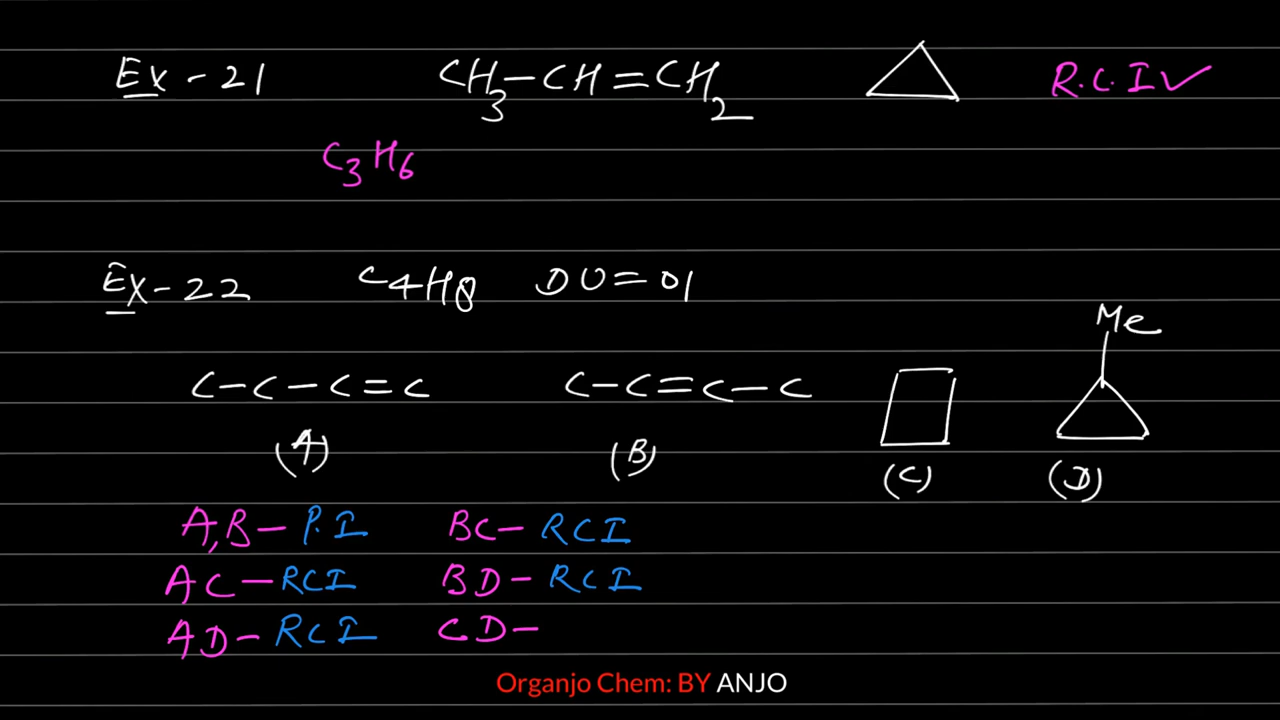 Ex - 21 CH3-CH=CH2 R.C.I ✓
C3H6
Ex - 22 C4H8 DU=01
Me
C-C-C=C C-C=C-C
(A) (B) (C) (D)
A,B - P.I BC - RCI
AC - RCI BD - RCI
AD - RCI CD -
Organjo Chem: BY ANJO